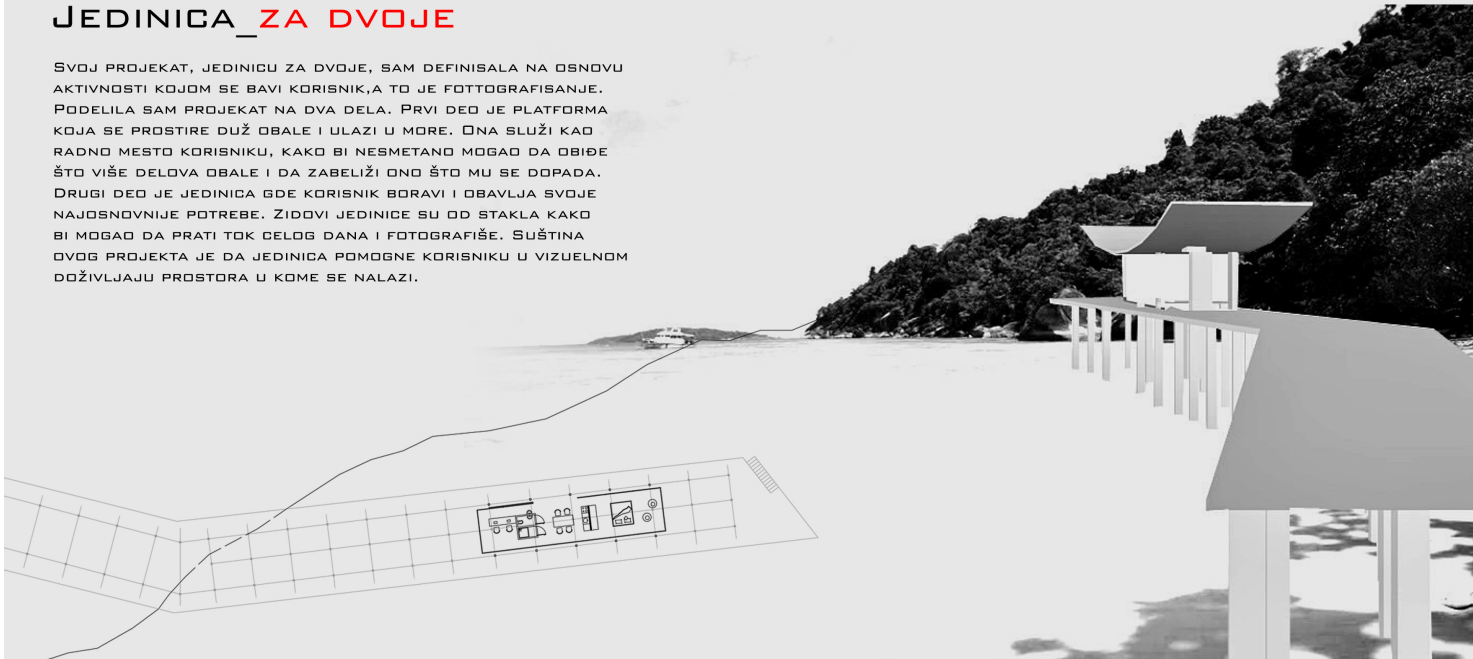 JEDINICA_ZA DVOJE
SVOJ PROJEKAT, JEDINICU ZA DVOJE, SAM DEFINISALA NA OSNOVU
AKTIVNOSTI KOJOM SE BAVI KORISNIK,A TO JE FOTTOGRAFISANJE.
PODELILA SAM PROJEKAT NA DVA DELA. PRVI DEO JE PLATFORMA
KOJA SE PROSTIRE DUŽ OBALE I ULAZI U MORE. ONA SLUŽI KAO
RADNO MESTO KORISNIKU, KAKO BI NESMETANO MOGAO DA OBIĐE
ŠTO VIŠE DELOVA OBALE I DA ZABELIŽI ONO ŠTO MU SE DOPADA.
DRUGI DEO JE JEDINICA GDE KORISNIK BORAVI I OBAVLJA SVOJE
NAJOSNOVNIJE POTREBE. ZIDOVI JEDINICE SU OD STAKLA KAKO
BI MOGAO DA PRATI TOK CELOG DANA I FOTOGRAFIŠE. SUŠTINA
OVOG PROJEKTA JE DA JEDINICA POMOGNE KORISNIKU U VIZUELNOM
DOŽIVLJAJU PROSTORA U KOME SE NALAZI.